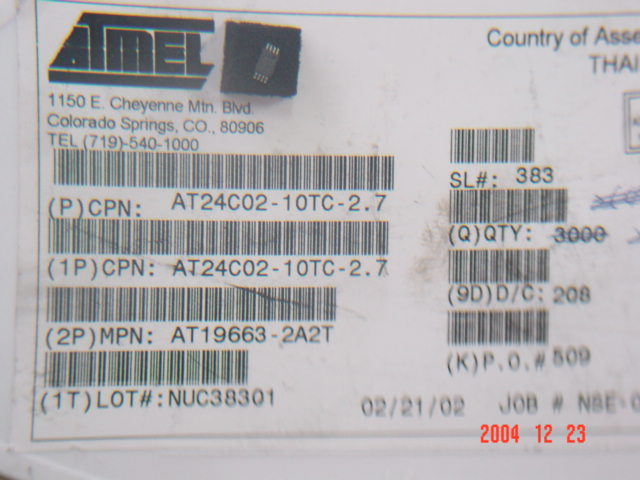 ATMEL
Country of Asse
THAI
1150 E. Cheyenne Mtn. Blvd.
Colorado Springs, CO., 80906
TEL (719)-540-1000
SL#: 383
(P)CPN: AT24C02-10TC-2.7
(Q)QTY: 3000
(1P)CPN: AT24C02-10TC-2.7
(9D)D/C: 208
(2P)MPN: AT19663-2A2T
(K)P.O.# 509
(1T)LOT#:NUC38301
02/21/02 JOB # N8E-0
2004 12 23